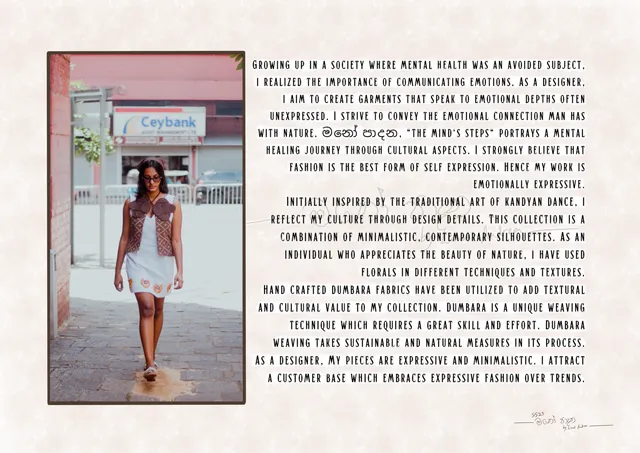 Ceybank
ASSET MANAGEMENT LTD
Growing up in a society where mental health was an avoided subject,
I realized the importance of communicating emotions. As a designer,
I aim to create garments that speak to emotional depths often
unexpressed. I strive to convey the emotional connection man has
with nature. මනෝ පාදන, "The Mind's Steps" portrays a mental
healing journey through cultural aspects. I strongly believe that
fashion is the best form of self expression. Hence my work is
emotionally expressive.
Initially inspired by the traditional art of Kandyan dance, I
reflect my culture through design details. This collection is a
combination of minimalistic, contemporary silhouettes. As an
individual who appreciates the beauty of nature, I have used
florals in different techniques and textures.
Hand crafted Dumbara fabrics have been utilized to add textural
and cultural value to my collection. Dumbara is a unique weaving
technique which requires a great skill and effort. Dumbara
weaving takes sustainable and natural measures in its process.
As a designer, My pieces are expressive and minimalistic. I attract
a customer base which embraces expressive fashion over trends.
SS23
මනෝ පාදන